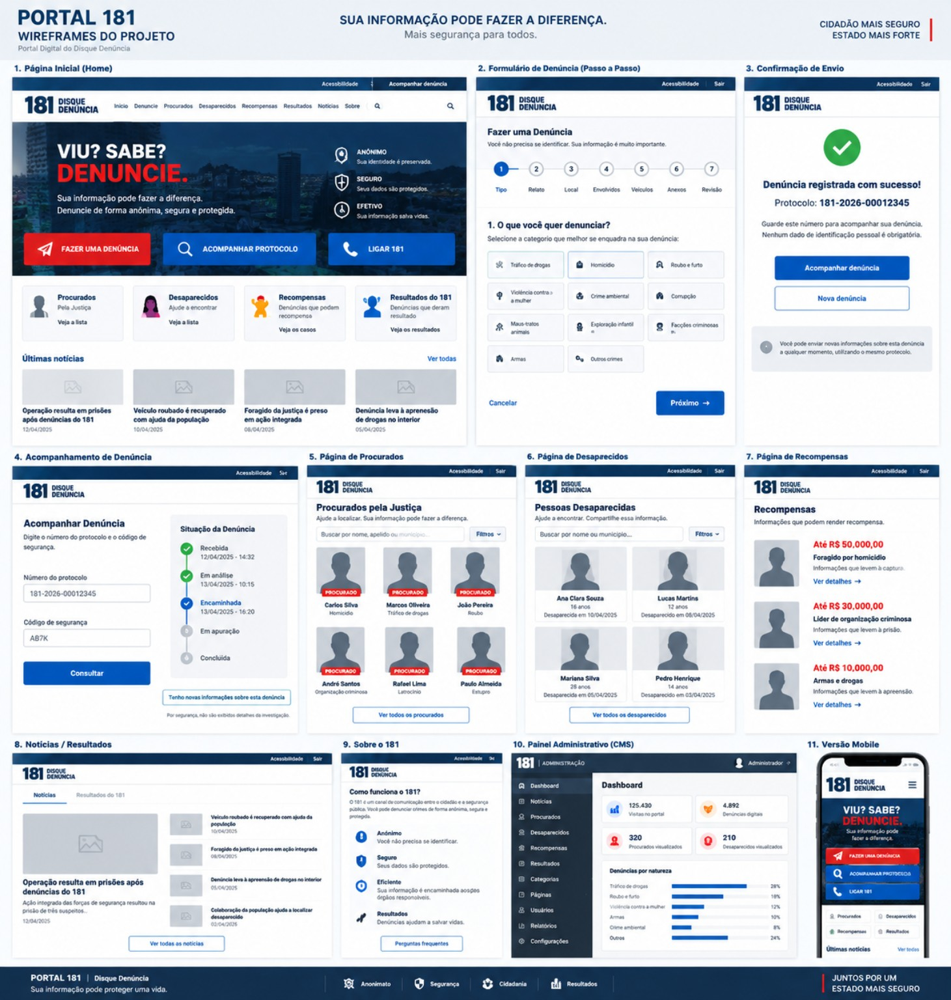 PORTAL 181
WIREFRAMES DO PROJETO
Portal Digital do Disque Denúncia
SUA INFORMAÇÃO PODE FAZER A DIFERENÇA.
Mais segurança para todos.
CIDADÃO MAIS SEGURO
ESTADO MAIS FORTE
1. Página Inicial (Home)
Acessibilidade
Acompanhar denúncia
181 DISQUE DENÚNCIA
Início Denuncie Procurados Desaparecidos Recompensas Resultados Notícias Sobre
VIU? SABE?
DENUNCIE.
Sua informação pode fazer a diferença.
Denuncie de forma anônima, segura e protegida.
ANÔNIMO
Sua identidade é preservada.
SEGURO
Seus dados são protegidos.
EFETIVO
Sua informação salva vidas.
FAZER UMA DENÚNCIA
ACOMPANHAR PROTOCOLO
LIGAR 181
Procurados
Pela Justiça
Veja a lista
Desaparecidos
Ajude a encontrar
Veja a lista
Recompensas
Denúncias que podem
recompensa
Veja os casos
Resultados do 181
Denúncias que deram
resultado
Veja os resultados
Últimas notícias
Ver todas
Operação resulta em prisões
após denúncias do 181
12/04/2025
Veículo roubado é recuperado
com ajuda da população
10/04/2025
Foragido da justiça é preso
em ação integrada
08/04/2025
Denúncia leva à aprenesão
de drogas no interior
05/04/2025
2. Formulário de Denúncia (Passo a Passo)
Acessibilidade Sair
181 DISQUE DENÚNCIA
Fazer uma Denúncia
Você não precisa se identificar. Sua informação é muito importante.
1 2 3 4 5 6 7
Tipo Relato Local Envolvidos Veículos Anexos Revisão
1. O que você quer denunciar?
Selecione a categorio que melhor se enquadra na sua denúncia:
Tráfico de drogas
Homicídio
Roubo e furto
Violência contra
a mulher
Crime ambiental
Corrupção
Maus-tratos
animais
Exploração infantil
Facções criminosas
Armas
Outros crimes
Cancelar
Próximo →
3. Confirmação de Envio
Acessibilidado Sair
181 DISQUE DENÚNCIA
Denúncia registrada com sucesso!
Protocolo: 181-2026-00012345
Guarde este número para acompanhar sua denúncia.
Nenhum dado de identificação pessoal é obrigatória.
Acompanhar denúncia
Nova denúncia
Você pode enviar novas informações sobre esta denúncia
a qualquer momento, utilizando o mesmo protocolo.
4. Acompanhamento de Denúncia
Acessibilidade
181 DISQUE DENÚNCIA
Acompanhar Denúncia
Digite o número do protocolo e o código de
segurança.
Número do protocolo
181-2026-00012345
Código de segurança
AB7K
Consultar
Situação da Denúncia
Recebida
12/04/2025 - 14:32
Em análise
13/04/2025 - 10:15
Encaminhada
13/04/2025 - 16:20
Em apuração
Concluída
Tenho novas informações sobre esta denúncia
Por segurança, não são exibidos detalhes da investigação.
5. Página de Procurados
Acessibilidade Sair
181 DISQUE DENÚNCIA
Procurados pela Justiça
Ajude a localizar. Sua informação pode fazer a diferença.
Buscar por nome, apelido ou município...
Filtros
PROCURADO
Carlos Silva
Homicídio
PROCURADO
Marcos Oliveira
Tráfico de drogas
PROCURADO
João Pereira
Roubo
PROCURADO
André Santos
Organização criminosa
PROCURADO
Rafael Lima
Latrocínio
PROCURADO
Paulo Almeida
Estupro
Ver todos os procurados
6. Página de Desaparecidos
Acessibilidade Sair
181 DISQUE DENÚNCIA
Pessoas Desaparecidas
Ajude a encontrar. Compartilhe essa informação.
Buscar por nome ou município...
Filtros
Ana Clara Souza
16 anos
Desaparecida em 10/04/2025
Lucas Martins
12 anos
Desaparecido em 08/04/2025
Mariana Silva
28 anos
Desaparecida em 05/04/2025
Pedro Henrique
14 anos
Desaparecido em 03/04/2025
Ver todos os desaparecidos
7. Página de Recompensas
Acessibilidade Sair
181 DISQUE DENÚNCIA
Recompensas
Informações que podem render recompensa.
Até R$ 50,000,00
Foragido por homicídio
Informações que levem à captura.
Ver detalhes →
Até R$ 30,000,00
Líder de organização criminosa
Informações que levem à prisão.
Ver detalhes →
Até R$ 10,000,00
Armas e drogas
Informações que levem à apreensão.
Ver detalhes →
8. Notícias / Resultados
Acessibilidade Sair
181 DISQUE DENÚNCIA
Notícias
Resultados do 181
Operação resulta em prisões após
denúncias do 181
Ação integrada das forças de segurança resultou na
prisão de três suspeitos...
12/04/2025
Veículo roubado é recuperado com ajuda da
população
10/04/2025
Foragido da justiça é preso em ação integrada
08/04/2025
Denúncia leva à apreensão de drogas no interior
05/04/2025
Colaboração da população ajuda a localizar
desaparecido
02/04/2025
Ver todas as notícias
9. Sobre o 181
Acessibilidade
181 DISQUE DENÚNCIA
Como funciona o 181?
O 181 é um canal de comunicação entre o cidadão e a segurança
pública. Você pode denunciar crimes de forma anônima, segura e
protegida.
Anônimo
Você não precisa se identificar.
Seguro
Seus dados são protegidos.
Eficiente
Sua informação é encaminhada
órgãos responsáveis.
Resultados
Denúncias ajudam a salvar vidas.
Perguntas frequentes
10. Painel Administrativo (CMS)
181 | ADMINISTRAÇÃO
Administrador
Dashboard
Notícias
Procurados
Desaparecidos
Recompensas
Resultados
Categorias
Páginas
Usuários
Relatórios
Configurações
Dashboard
125.430
Visitas no portal
4.892
Denúncias digitais
320
Procurados visualizados
210
Desaparecidos visualizados
Denúncias por natureza
Tráfico de drogas 28%
Roubo e furto 18%
Violência contra a mulher 12%
Armas 10%
Crime ambiental 8%
Outros 24%
11. Versão Mobile
181 DISQUE DENÚNCIA
VIU? SABE?
DENUNCIE.
Sua informação pode
fazer a diferença.
FAZER UMA DENÚNCIA
ACOMPANHAR PROTOCOLO
LIGAR 181
Procurados
Desaparecidos
Recompensas
Resultados
Últimas notícias
Ver todas
PORTAL 181 | Disque Denúncia
Sua informação pode proteger uma vida.
Anonimato
Segurança
Cidadania
Resultados
JUNTOS POR UM
ESTADO MAIS SEGURO